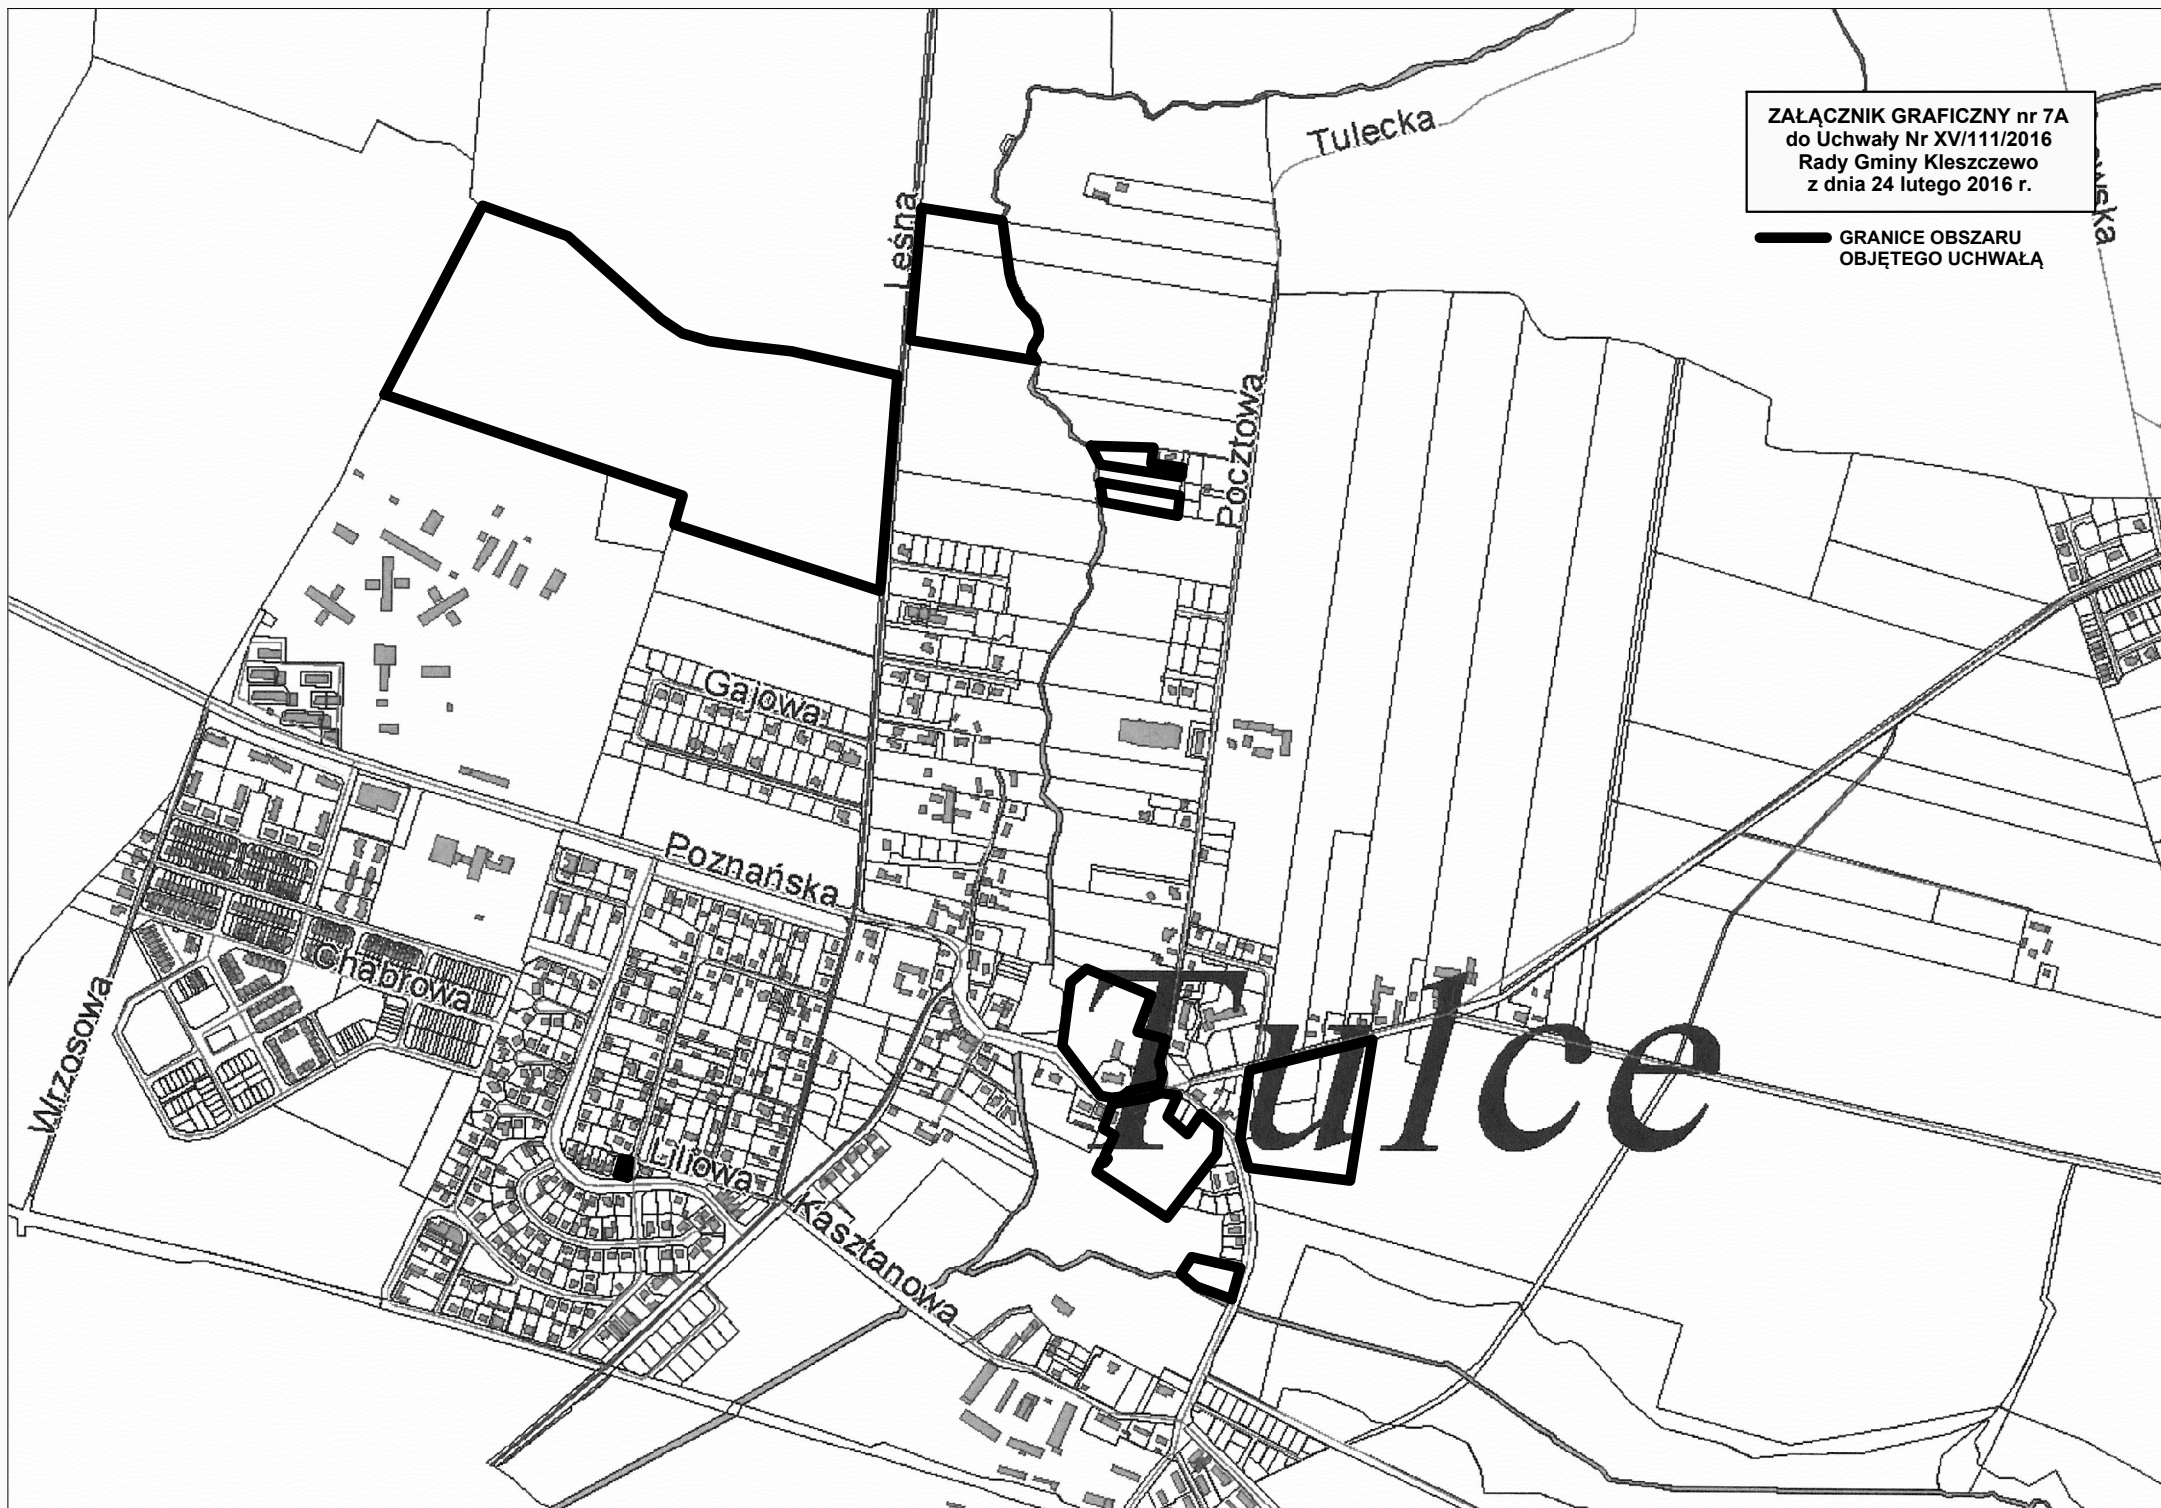 ZAŁĄCZNIK GRAFICZNY nr 7A
do Uchwały Nr XV/111/2016
Rady Gminy Kleszczewo
z dnia 24 lutego 2016 r.
GRANICE OBSZARU
OBJĘTEGO UCHWAŁĄ
Tulecka
Leśna
Pocztowa
Gajowa
Poznańska
Chabrowa
Wrzosowa
Tulce
Liliowa
Kasztanowa